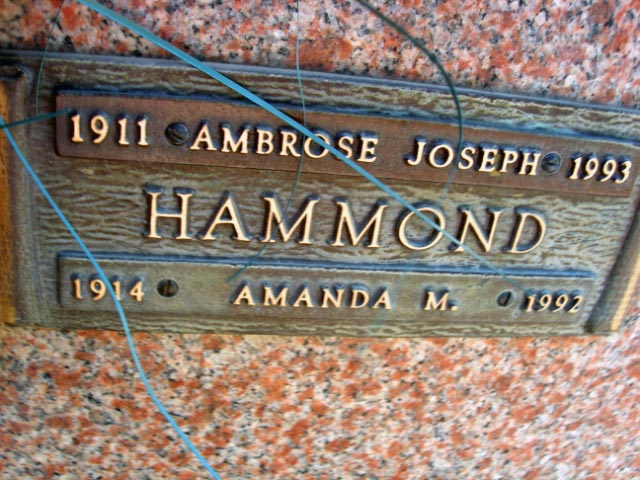 1911 AMBROSE JOSEPH 1993
HAMMOND
1914 AMANDA M. 1992